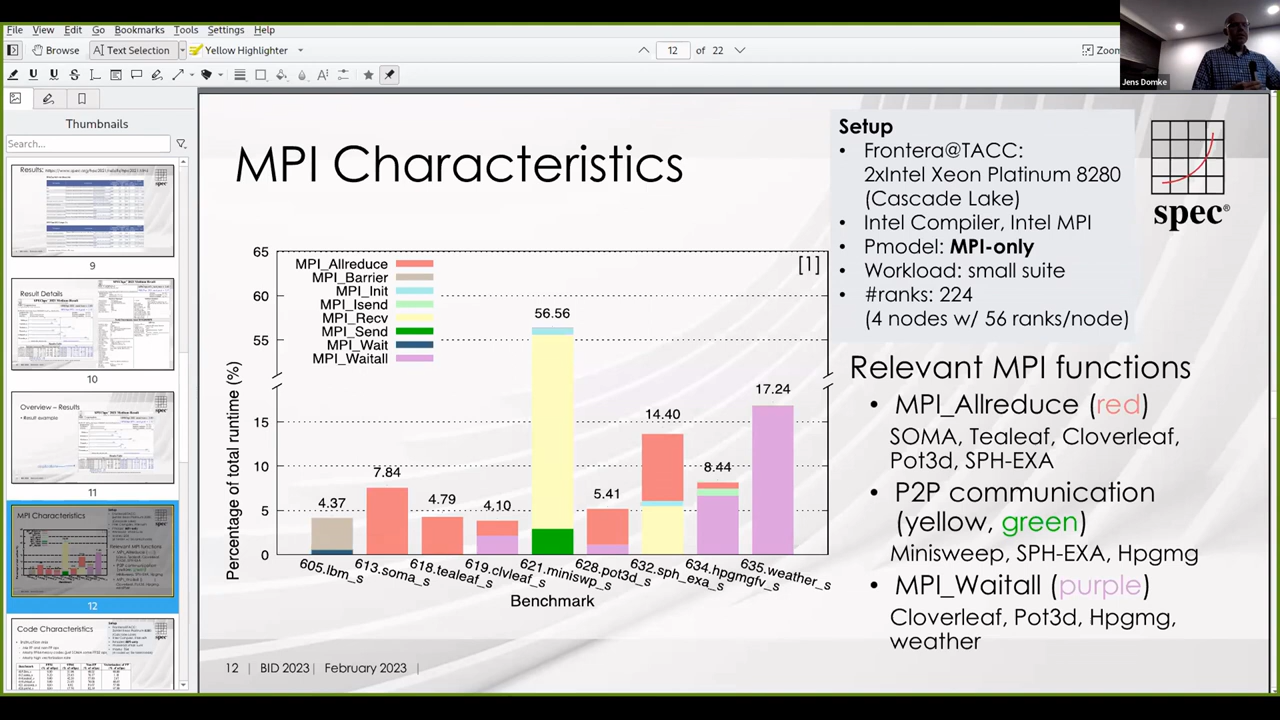 File View Edit Go Bookmarks Tools Settings Help
Browse Text Selection Yellow Highlighter 12 of 22 Zoom
Jens Domke
Thumbnails
Search...
9
Result Details
10
Overview – Results
11
MPI Characteristics
12
Code Characteristics
MPI Characteristics
Setup
• Frontera@TACC:
2xIntel Xeon Platinum 8280
(Cascade Lake)
• Intel Compiler, Intel MPI
• Pmodel: MPI-only
• Workload: small suite
• #ranks: 224
(4 nodes w/ 56 ranks/node)
spec®
Percentage of total runtime (%)
65
60
55
15
10
5
0
MPI_Allreduce
MPI_Barrier
MPI_Init
MPI_Isend
MPI_Recv
MPI_Send
MPI_Wait
MPI_Waitall
[1]
4.37
7.84
4.79
4.10
56.56
5.41
14.40
8.44
17.24
605.lbm_s
613.soma_s
618.tealeaf_s
619.clvleaf_s
621.miniswp_s
628.pot3d_s
632.sph_exa_s
634.hpgmgfv_s
635.weather_s
Benchmark
Relevant MPI functions
• MPI_Allreduce (red)
SOMA, Tealeaf, Cloverleaf,
Pot3d, SPH-EXA
• P2P communication
(yellow, green)
Minisweep, SPH-EXA, Hpgmg
• MPI_Waitall (purple)
Cloverleaf, Pot3d, Hpgmg,
weather
12 | BID 2023 | February 2023 |